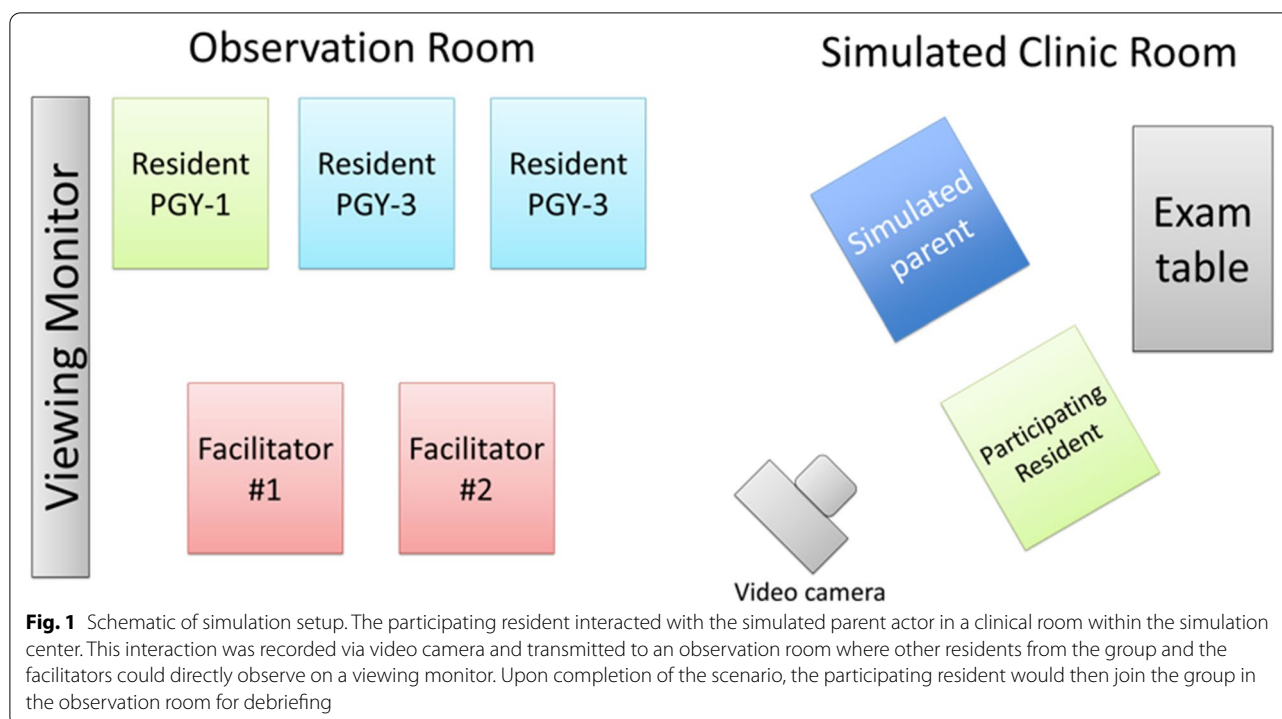 Observation Room
Simulated Clinic Room
Viewing Monitor
Resident
PGY-1
Resident
PGY-3
Resident
PGY-3
Facilitator
#1
Facilitator
#2
Simulated
parent
Exam
table
Participating
Resident
Video camera
Fig. 1 Schematic of simulation setup. The participating resident interacted with the simulated parent actor in a clinical room within the simulation
center. This interaction was recorded via video camera and transmitted to an observation room where other residents from the group and the
facilitators could directly observe on a viewing monitor. Upon completion of the scenario, the participating resident would then join the group in
the observation room for debriefing